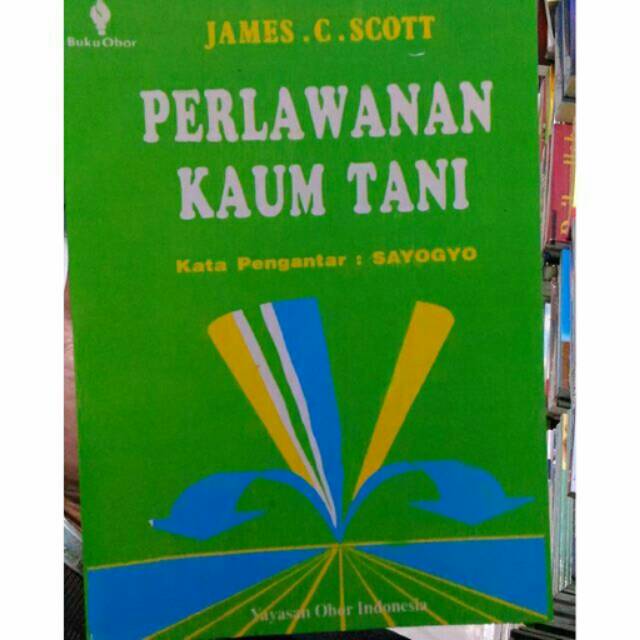 Buku Obor
JAMES . C . SCOTT
PERLAWANAN
KAUM TANI
Kata Pengantar : SAYOGYO
Yayasan Obor Indonesia